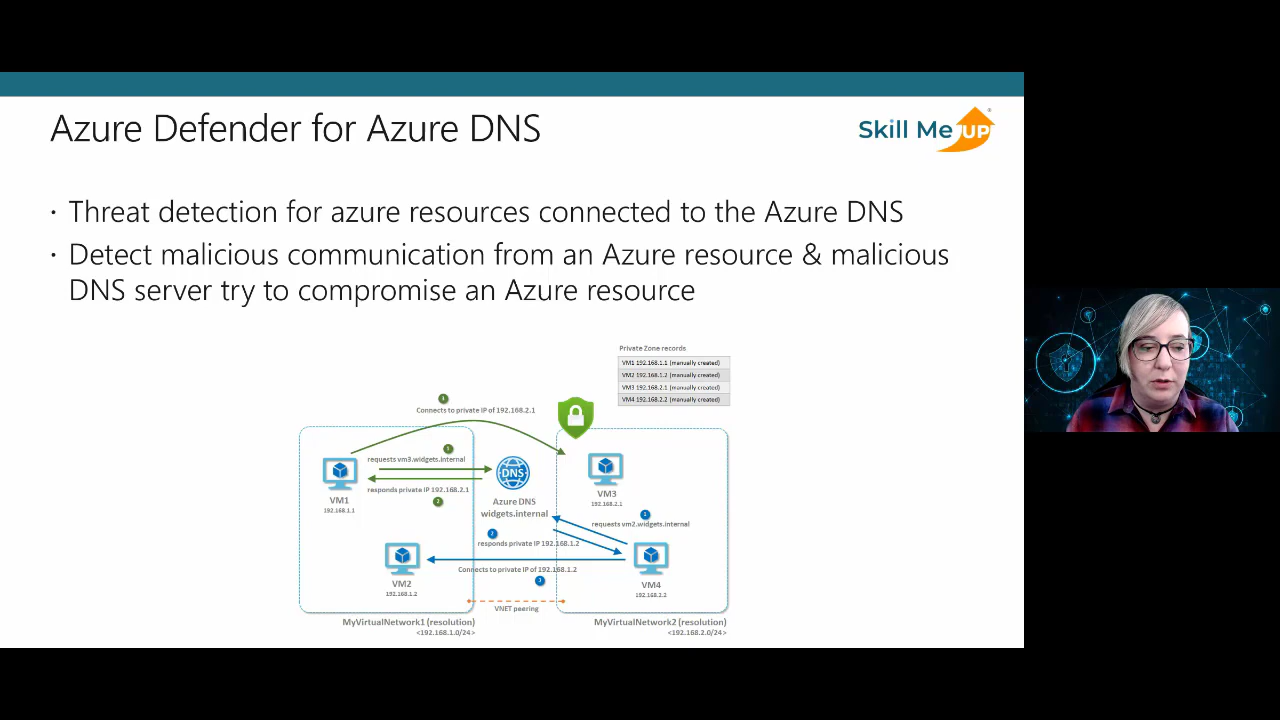 Azure Defender for Azure DNS
Skill Me UP
®
· Threat detection for azure resources connected to the Azure DNS
· Detect malicious communication from an Azure resource & malicious
DNS server try to compromise an Azure resource
Private Zone records
VM1 192.168.1.1 (manually created)
VM2 192.168.1.2 (manually created)
VM3 192.168.2.1 (manually created)
VM4 192.168.2.2 (manually created)
Connects to private IP of 192.168.2.1
1
requests vm3.widgets.internal
responds private IP 192.168.2.1
2
VM1
192.168.1.1
DNS
Azure DNS
widgets.internal
VM3
192.168.2.1
1
requests vm2.widgets.internal
2
responds private IP 192.168.1.2
Connects to private IP of 192.168.1.2
3
VM2
192.168.1.2
VM4
192.168.2.2
VNET peering
MyVirtualNetwork1 (resolution)
<192.168.1.0/24>
MyVirtualNetwork2 (resolution)
<192.168.2.0/24>